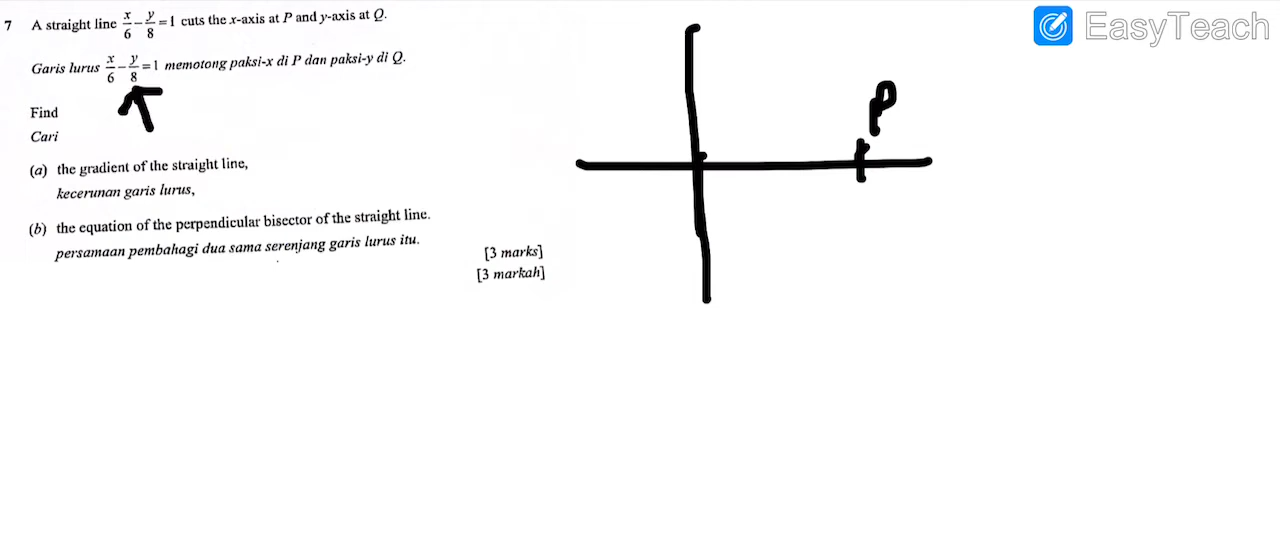 7 A straight line x/6 - y/8 = 1 cuts the x-axis at P and y-axis at Q.
Garis lurus x/6 - y/8 = 1 memotong paksi-x di P dan paksi-y di Q.
Find
Cari
(a) the gradient of the straight line,
kecerunan garis lurus,
(b) the equation of the perpendicular bisector of the straight line.
persamaan pembahagi dua sama serenjang garis lurus itu.
[3 marks]
[3 markah]
P
EasyTeach